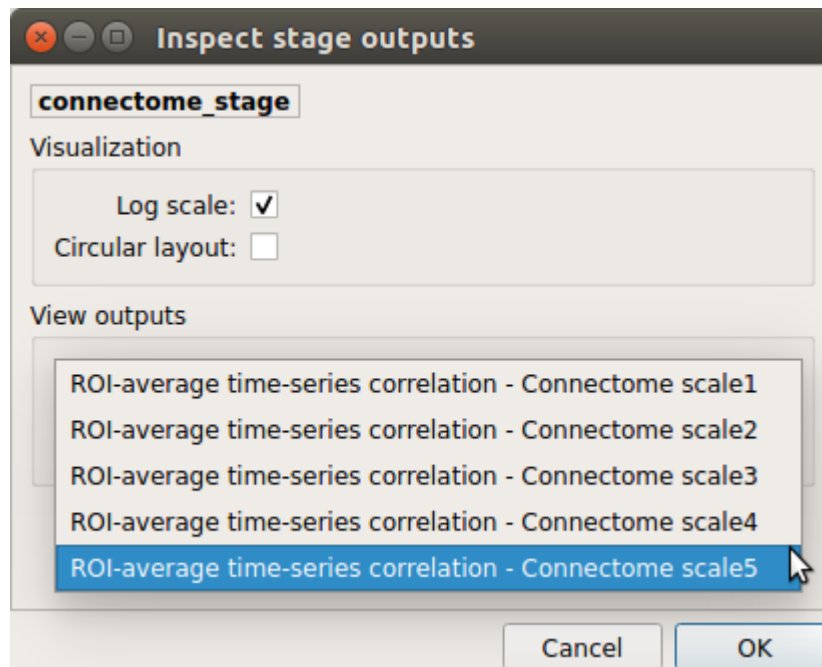 Inspect stage outputs
connectome_stage
Visualization
Log scale:
Circular layout:
View outputs
ROI-average time-series correlation - Connectome scale1
ROI-average time-series correlation - Connectome scale2
ROI-average time-series correlation - Connectome scale3
ROI-average time-series correlation - Connectome scale4
ROI-average time-series correlation - Connectome scale5
Cancel OK